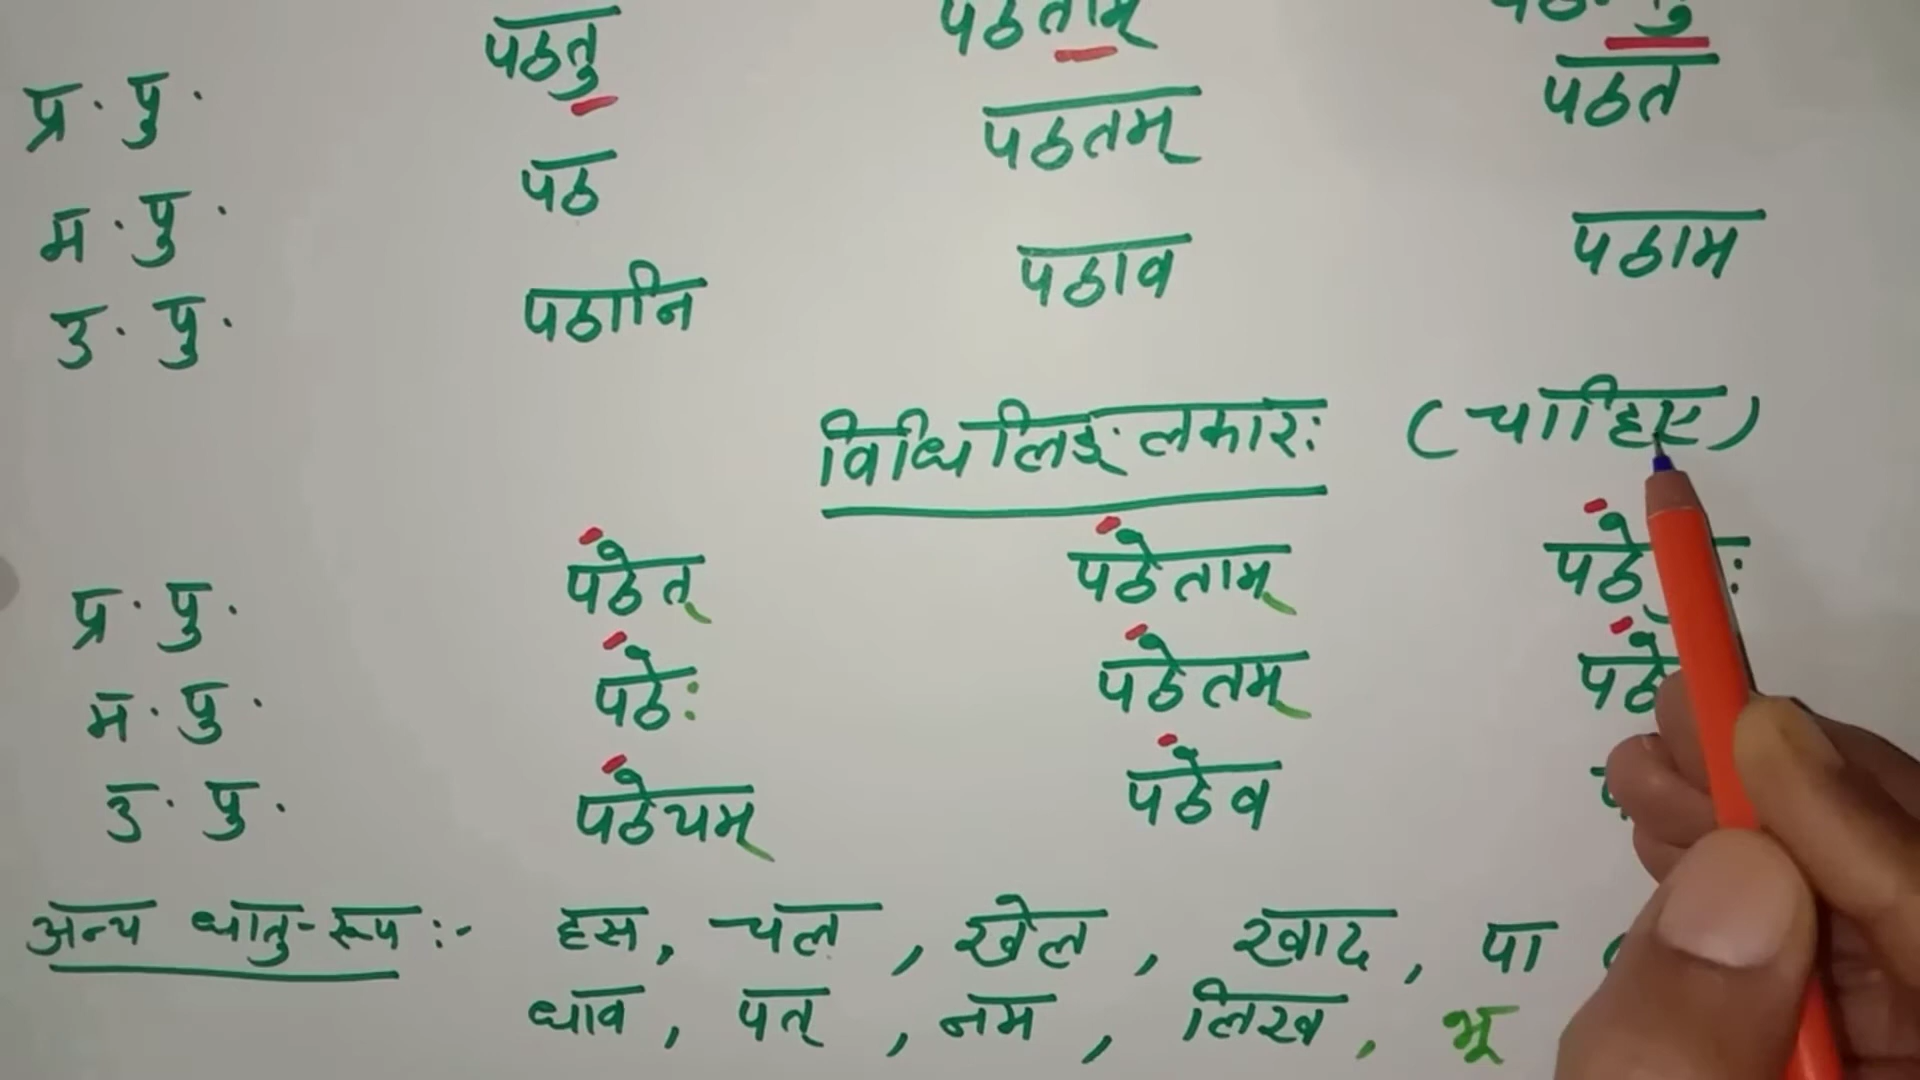 प्र. पु. पठतु पठताम्
म. पु. पठ पठतम् पठत
उ. पु. पठानि पठाव पठाम
विधिलिङ्लकारः (चाहिए)
प्र. पु. पठेत् पठेताम्
म. पु. पठेः पठेतम्
उ. पु. पठेयम् पठेव
अन्य धातु-रूप :- हस, चल, खेल, खाद, पा
धाव, पत्, नम, लिख, भू